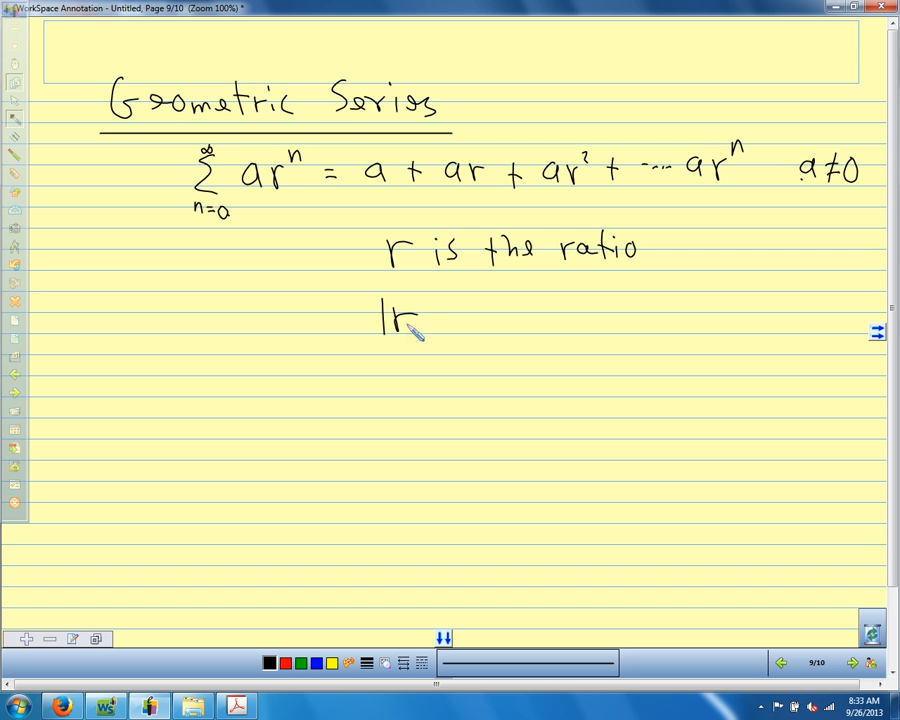 WorkSpace Annotation - Untitled, Page 9/10 (Zoom 100%) *
Geometric Series
∞
∑ arⁿ = a + ar + ar² + ... arⁿ a≠0
n=0
r is the ratio
|r
9/10
8:33 AM
9/26/2013